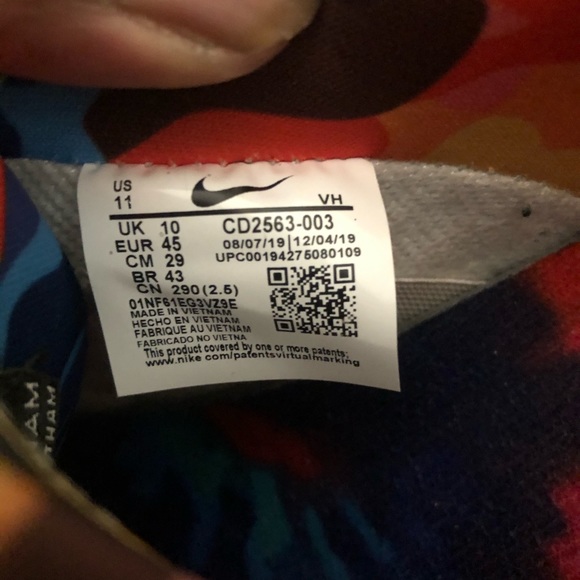 US
11 VH
UK 10 CD2563-003
EUR 45 08/07/19 | 12/04/19
CM 29 UPC00194275080109
BR 43
CN 290 (2.5)
01NF61EG3VZ9E
MADE IN VIETNAM
HECHO EN VIETNAM
FABRIQUE AU VIETNAM
FABRICADO NO VIETNA
This product covered by one or more patents:
www.nike.com/patentsvirtualmarking